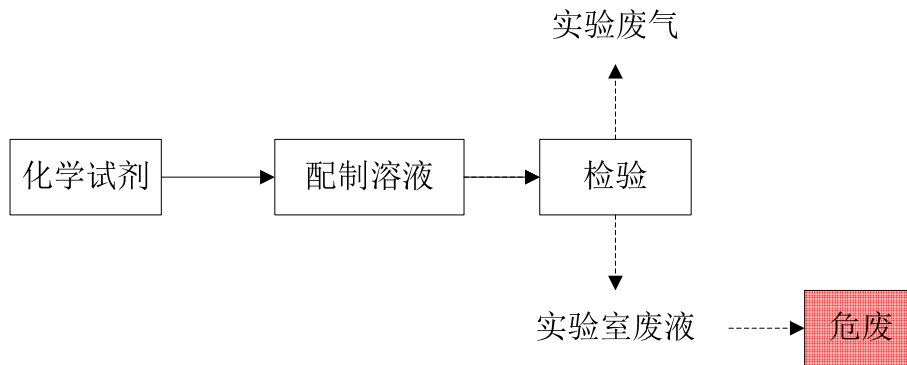 实验废气
化学试剂
配制溶液
检验
实验室废液
危废